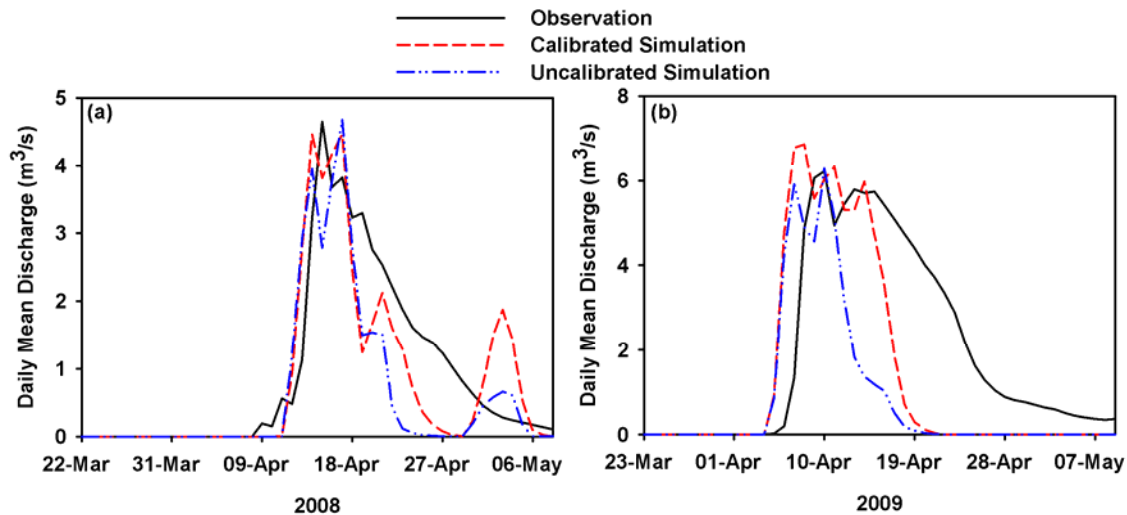 Observation
Calibrated Simulation
Uncalibrated Simulation
(a)
Daily Mean Discharge (m³/s)
5
4
3
2
1
0
22-Mar 31-Mar 09-Apr 18-Apr 27-Apr 06-May
2008
(b)
Daily Mean Discharge (m³/s)
8
6
4
2
0
23-Mar 01-Apr 10-Apr 19-Apr 28-Apr 07-May
2009